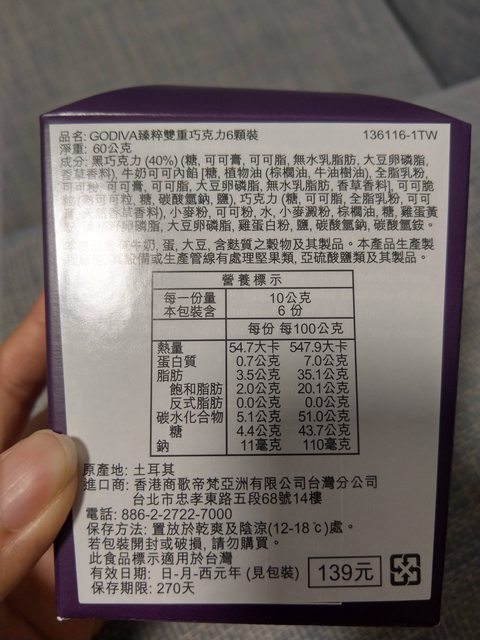 品名: GODIVA臻粹雙重巧克力6顆裝 136116-1TW
淨重: 60公克
成分: 黑巧克力 (40%) (糖, 可可膏, 可可脂, 無水乳脂肪, 大豆卵磷脂,
香草香料), 牛奶可可內餡 [糖, 植物油 (棕櫚油, 牛油樹油), 全脂乳粉,
可可粉, 可可膏, 可可脂, 大豆卵磷脂, 無水乳脂肪, 香草香料], 可可脆
粒 (可可粒, 糖, 碳酸氫鈉, 鹽), 巧克力 (糖, 可可脂, 全脂乳粉, 可可
香草香料), 小麥粉, 可可粉, 水, 小麥澱粉, 棕櫚油, 糖, 雞蛋黃
大豆卵磷脂, 雞蛋白粉, 鹽, 碳酸氫鈉, 碳酸氫銨。
牛奶, 蛋, 大豆, 含麩質之穀物及其製品。本產品生產製
其設備或生產管線有處理堅果類, 亞硫酸鹽類及其製品。
營養標示
每一份量 10公克
本包裝含 6 份
每份 每100公克
熱量 54.7大卡 547.9大卡
蛋白質 0.7公克 7.0公克
脂肪 3.5公克 35.1公克
飽和脂肪 2.0公克 20.1公克
反式脂肪 0.0公克 0.0公克
碳水化合物 5.1公克 51.0公克
糖 4.4公克 43.7公克
鈉 11毫克 110毫克
原產地: 土耳其
進口商: 香港商歌帝梵亞洲有限公司台灣分公司
台北市忠孝東路五段68號14樓
電話: 886-2-2722-7000
保存方法: 置放於乾爽及陰涼(12-18℃)處。
若包裝開封或破損, 請勿購買。
此食品標示適用於台灣
有效日期: 日-月-西元年 (見包裝) 139元
保存期限: 270天